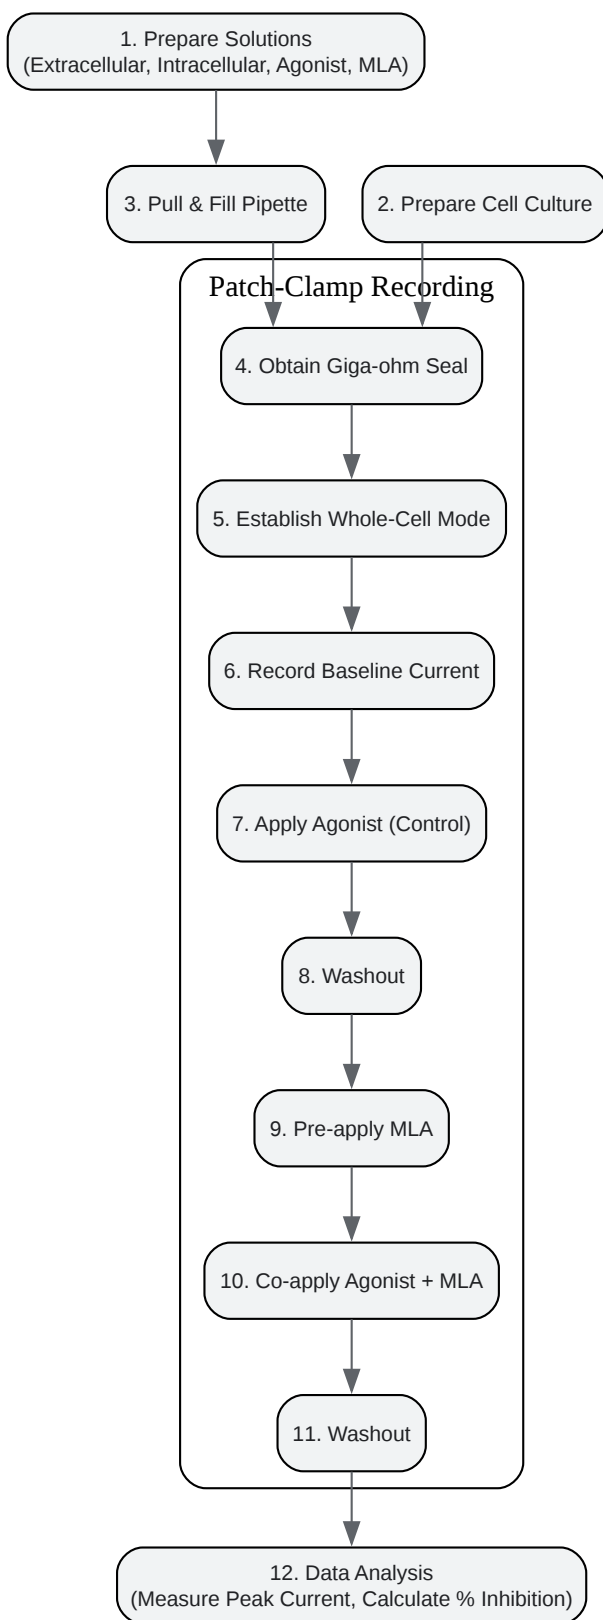 1. Prepare Solutions
(Extracellular, Intracellular, Agonist, MLA)
3. Pull & Fill Pipette
2. Prepare Cell Culture
Patch-Clamp Recording
4. Obtain Giga-ohm Seal
5. Establish Whole-Cell Mode
6. Record Baseline Current
7. Apply Agonist (Control)
8. Washout
9. Pre-apply MLA
10. Co-apply Agonist + MLA
11. Washout
12. Data Analysis
(Measure Peak Current, Calculate % Inhibition)